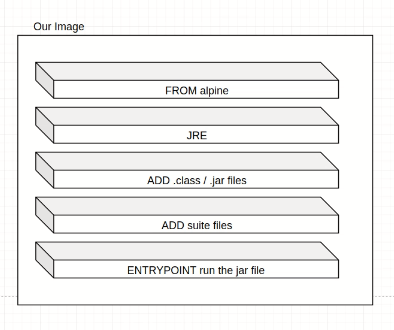 Our Image
FROM alpine
JRE
ADD .class / .jar files
ADD suite files
ENTRYPOINT run the jar file